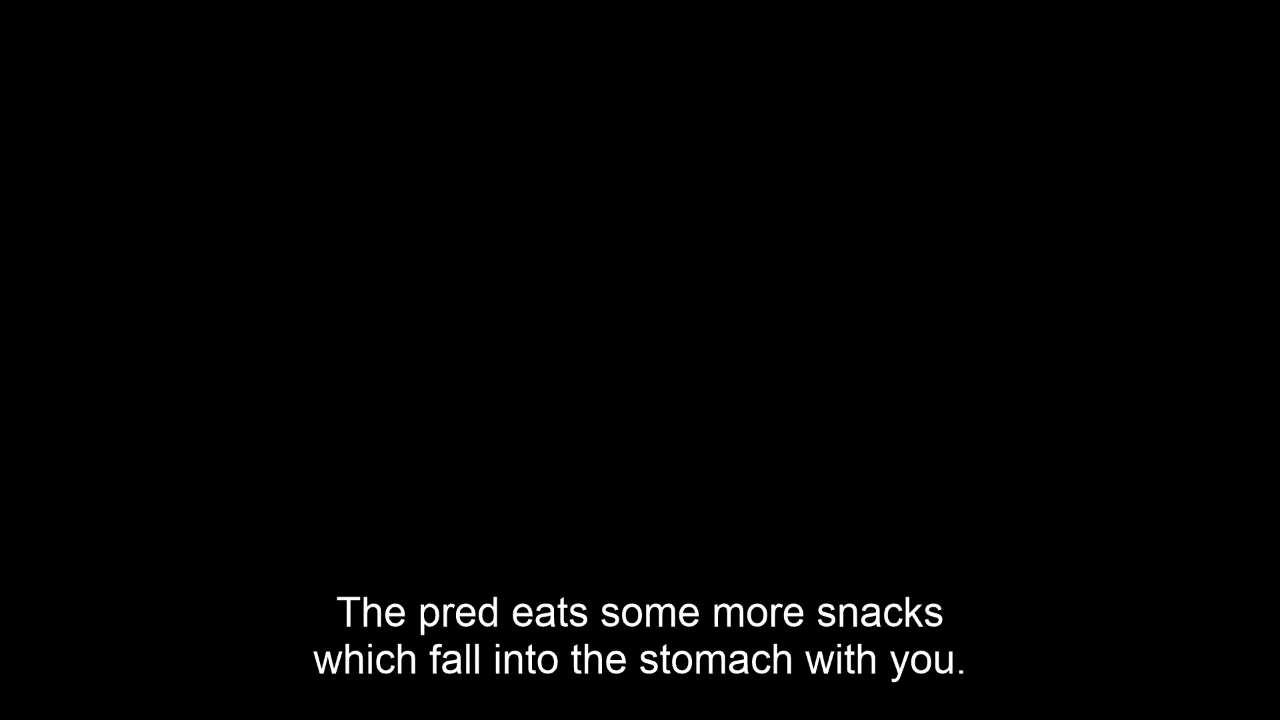 The pred eats some more snacks
which fall into the stomach with you.